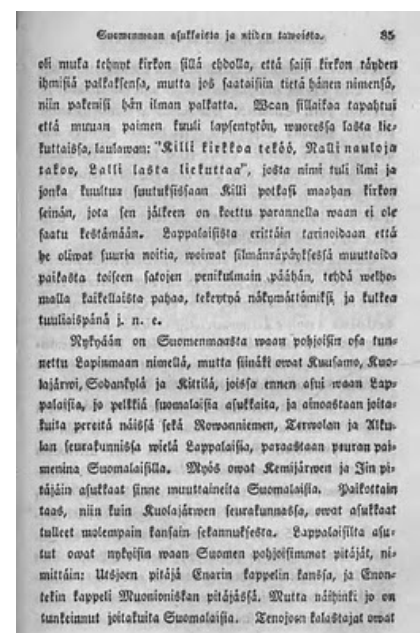 Suomenmaan asukkaista ja niiden tawoista. 85
oli muka tehnyt kirkon sillä ehdolla, että saisi kirkon täyden
ihmisiä palkaksensa, mutta jos saataisiin tietä hänen nimensä,
niin pakenisi hän ilman palkatta. Waan sillaikaa tapahtui
että muuan paimen kuuli lapsentytön, wuoressa lasta lie-
kuttaissa, laulawan: "Killi kirkkoa teköö, Nalli nauloja
takoo, Lalli lasta liekuttaa", josta nimi tuli ilmi ja
jonka kuultua suutuksissaan Killi potkasi maahan kirkon
seinän, jota sen jälkeen on koettu parannella waan ei ole
saatu kestämään. Lappalaisista erittäin tarinoidaan että
he oliwat suuria noitia, woiwat silmänräpäyksessä muuttaida
paikasta toiseen satojen penikulmain päähän, tehdä welho-
malla kaikellaista pahaa, tekeytyä näkymättömiksi ja kulkea
tuuliaispänä j. n. e.
Nykyään on Suomenmaasta waan pohjoisin osa tun-
nettu Lapinmaan nimellä, mutta siinäki owat Kuusamo, Kuo-
lajärwi, Sodankylä ja Kittilä, joissa ennen asui waan Lap-
palaisia, jo pelkkiä suomalaisia asukkaita, ja ainoastaan joita-
kuita pereitä näissä sekä Rowanniemen, Terwolan ja Alku-
lan seurakunnissa wielä Lappalaisia, paraastaan peuran pai-
menina Suomalaisilla. Myös owat Kemijärwen ja Jin pi-
täjäin asukkaat sinne muuttaineita Suomalaisia. Paikottain
taas, niin kuin Kuolajärwen seurakunnassa, owat asukkaat
tulleet molempain kansain sekannuksesta. Lappalaisilta asu-
tut owat nykyisin waan Suomen pohjoisimmat pitäjät, ni-
mittäin: Utsjoen pitäjä Enarin kappelin kanssa, ja Enon-
tekin kappeli Muonioniskan pitäjässä. Mutta näihinki jo on
tunkeinnut joitakuita Suomalaisia. Tenojoen kalastajat owat